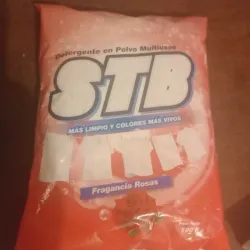 Detergente en Polvo Multiusos
STB
MÁS LIMPIO Y COLORES MÁS VIVOS
Fragancia Rosas